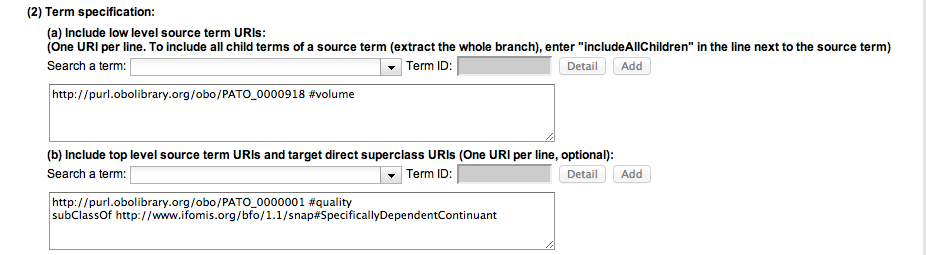 (2) Term specification:
(a) Include low level source term URIs:
(One URI per line. To include all child terms of a source term (extract the whole branch), enter "includeAllChildren" in the line next to the source term)
Search a term: Term ID: Detail Add
http://purl.obolibrary.org/obo/PATO_0000918 #volume
(b) Include top level source term URIs and target direct superclass URIs (One URI per line, optional):
Search a term: Term ID: Detail Add
http://purl.obolibrary.org/obo/PATO_0000001 #quality
subClassOf http://www.ifomis.org/bfo/1.1/snap#SpecificallyDependentContinuant